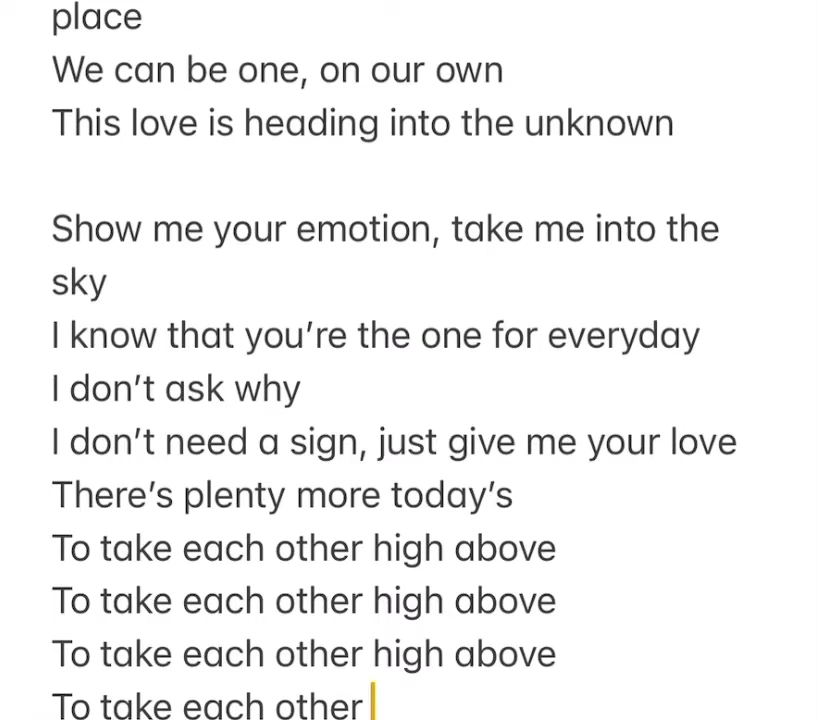 place
We can be one, on our own
This love is heading into the unknown
Show me your emotion, take me into the
sky
I know that you’re the one for everyday
I don’t ask why
I don’t need a sign, just give me your love
There’s plenty more today’s
To take each other high above
To take each other high above
To take each other high above
To take each other